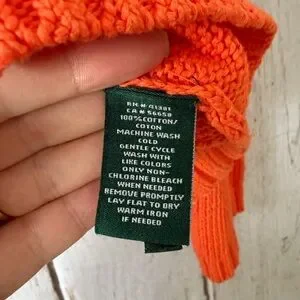 RN# 41381
CA# 56650
100%COTTON/
COTON
MACHINE WASH
COLD
GENTLE CYCLE
WASH WITH
LIKE COLORS
ONLY NON-
CHLORINE BLEACH
WHEN NEEDED
REMOVE PROMPTLY
LAY FLAT TO DRY
WARM IRON
IF NEEDED